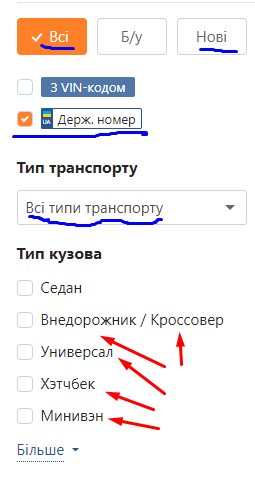 Всі Б/у Нові
З VIN-кодом
UA Держ. номер
Тип транспорту
Всі типи транспорту
Тип кузова
Седан
Внедорожник / Кроссовер
Универсал
Хэтчбек
Минивэн
Більше